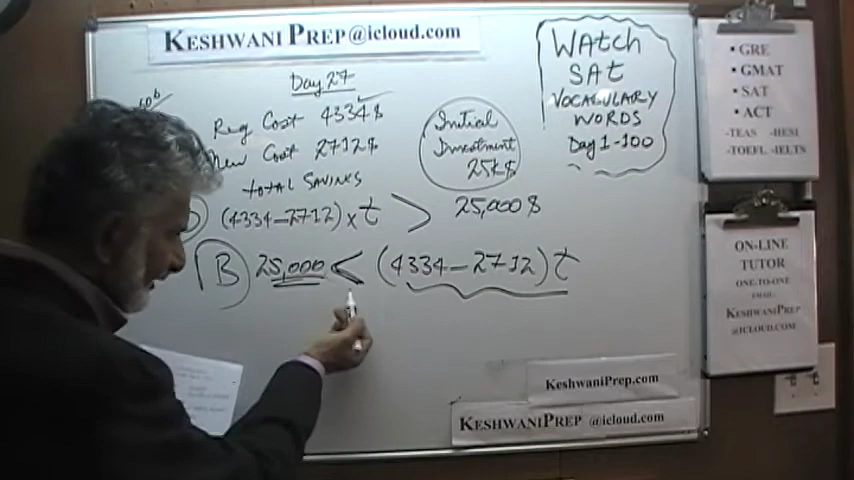 KESHWANI PREP@icloud.com
Day 27
Reg Cost 4334$
New Cost 2712$
TOTAL SAVINGS
(4334-2712) x t > 25,000$
B 25,000 < (4334-2712) t
Initial
Investment
25k$
WAtch
SAt
VOCABULARY
WORDS
Day 1-100
• GRE
• GMAT
• SAT
• ACT
-TEAS -HESI
-TOEFL -IELTS
ON-LINE
TUTOR
ONE-TO-ONE
EMAIL
KESHWANIPREP
@ICLOUD.COM
KeshwaniPrep.com
KESHWANIPREP @icloud.com